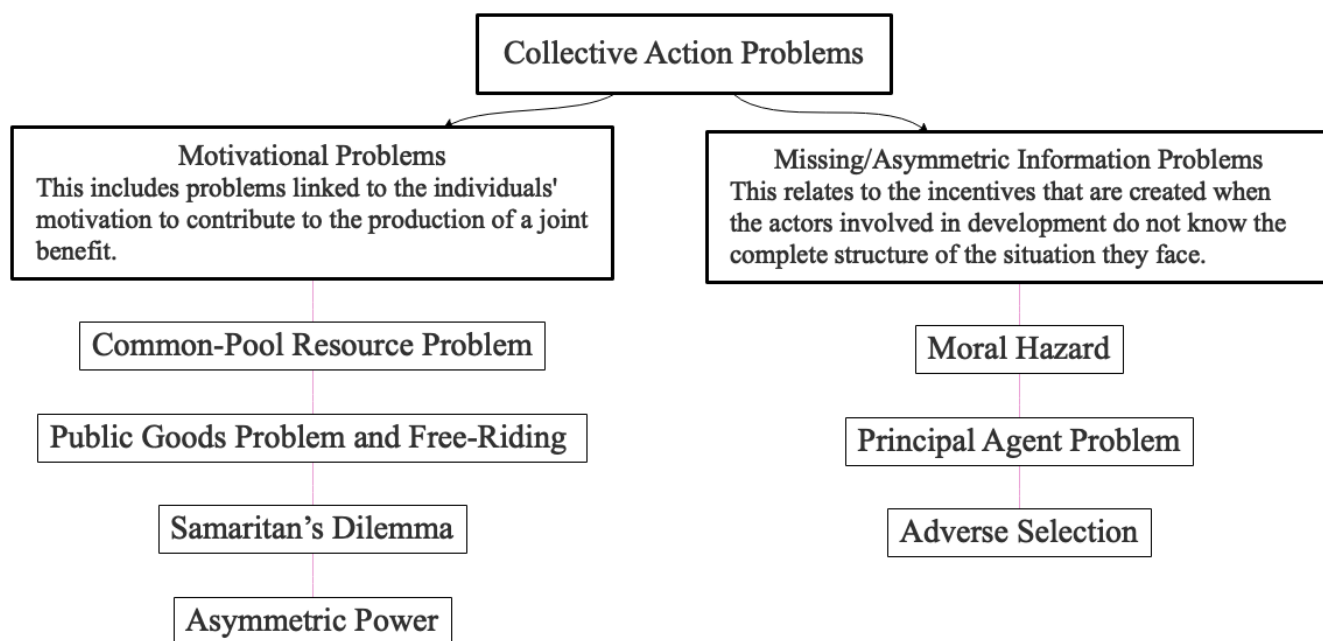 Collective Action Problems
Motivational Problems
This includes problems linked to the individuals'
motivation to contribute to the production of a joint
benefit.
Missing/Asymmetric Information Problems
This relates to the incentives that are created when
the actors involved in development do not know the
complete structure of the situation they face.
Common-Pool Resource Problem
Public Goods Problem and Free-Riding
Samaritan’s Dilemma
Asymmetric Power
Moral Hazard
Principal Agent Problem
Adverse Selection